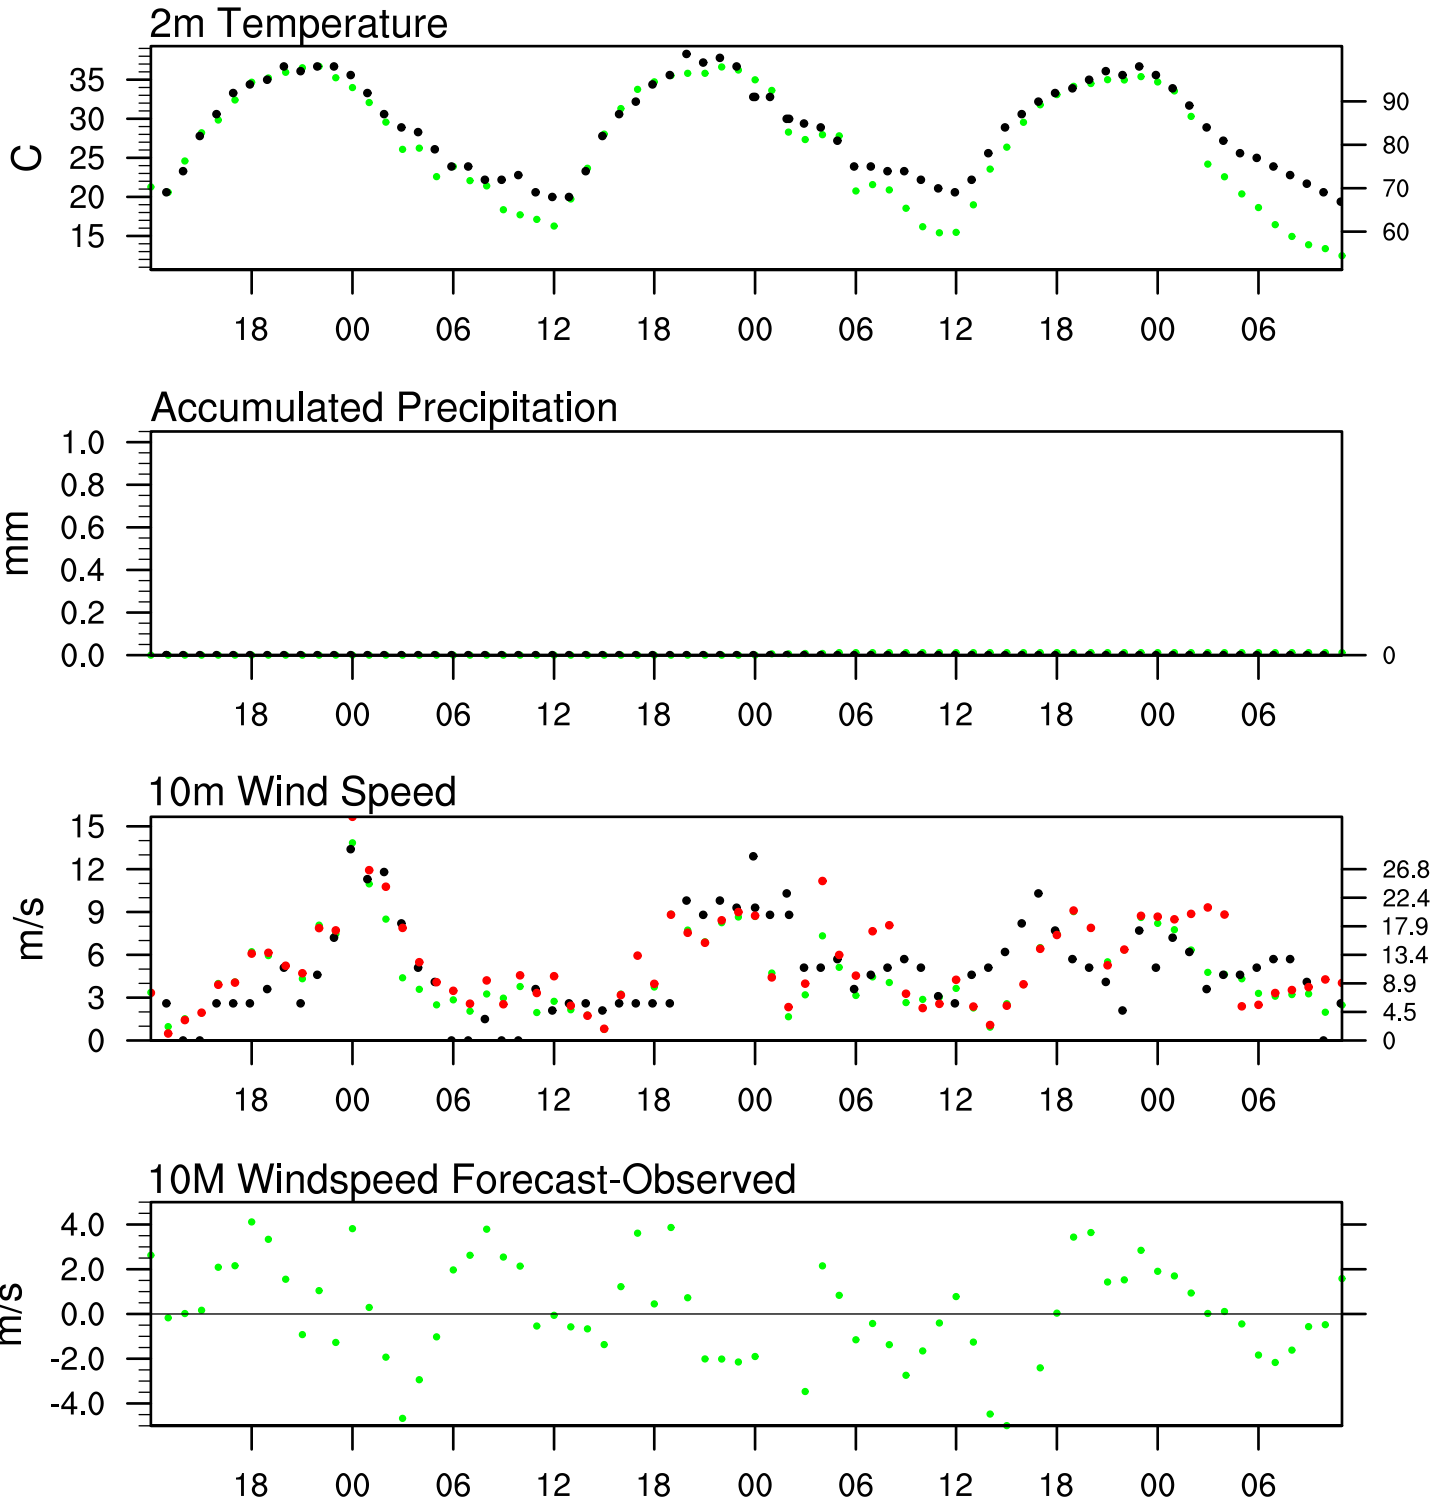 2m Temperature
C
35
30
25
20
15
90
80
70
60
18 00 06 12 18 00 06 12 18 00 06
Accumulated Precipitation
mm
1.0
0.8
0.6
0.4
0.2
0.0
0
18 00 06 12 18 00 06 12 18 00 06
10m Wind Speed
m/s
15
12
9
6
3
0
26.8
22.4
17.9
13.4
8.9
4.5
0
18 00 06 12 18 00 06 12 18 00 06
10M Windspeed Forecast-Observed
m/s
4.0
2.0
0.0
-2.0
-4.0
18 00 06 12 18 00 06 12 18 00 06